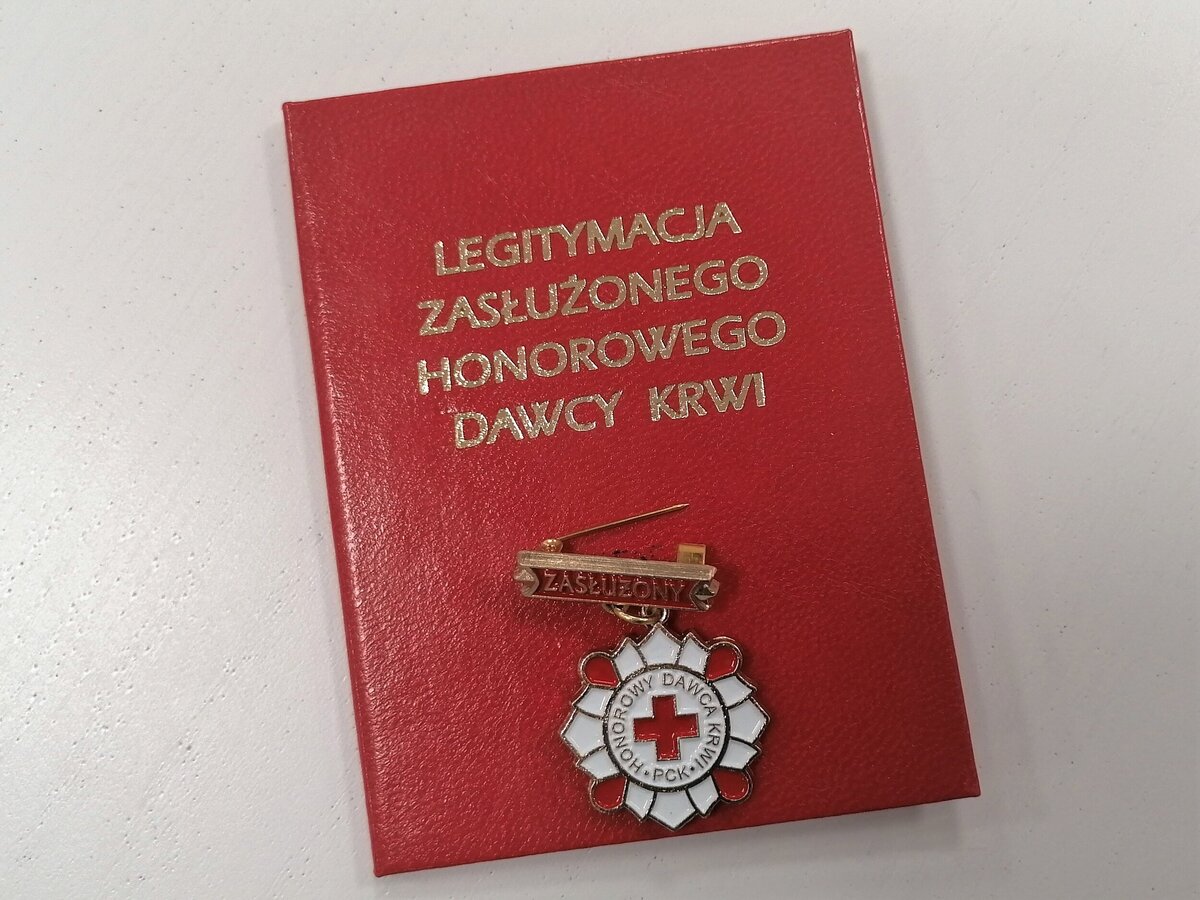 LEGITYMACJA
ZASŁUŻONEGO
HONOROWEGO
DAWCY KRWI
ZASŁUŻONY
HONOROWY DAWCA KRWI
• PCK •